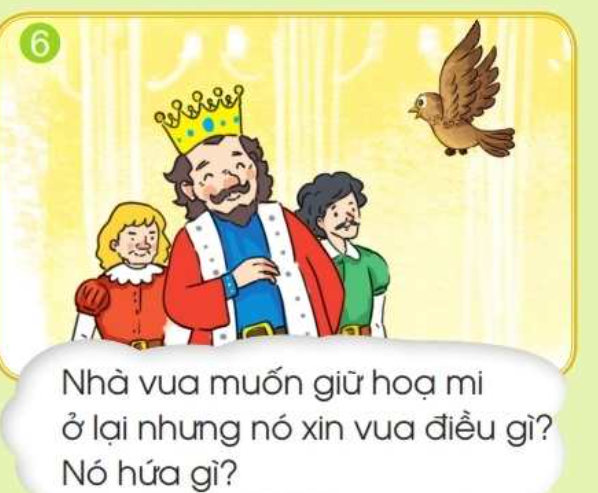 6
Nhà vua muốn giữ hoạ mi
ở lại nhưng nó xin vua điều gì?
Nó hứa gì?